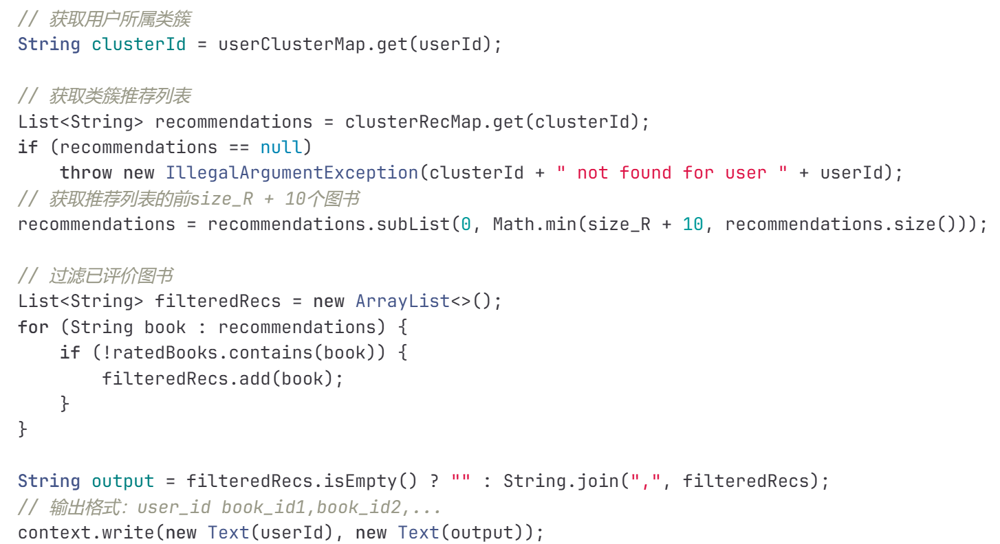 // 获取用户所属类簇
String clusterId = userClusterMap.get(userId);
// 获取类簇推荐列表
List<String> recommendations = clusterRecMap.get(clusterId);
if (recommendations == null)
    throw new IllegalArgumentException(clusterId + " not found for user " + userId);
// 获取推荐列表的前size_R + 10个图书
recommendations = recommendations.subList(0, Math.min(size_R + 10, recommendations.size()));
// 过滤已评价图书
List<String> filteredRecs = new ArrayList<>();
for (String book : recommendations) {
    if (!ratedBooks.contains(book)) {
        filteredRecs.add(book);
    }
}
String output = filteredRecs.isEmpty() ? "" : String.join(",", filteredRecs);
// 输出格式：user_id book_id1,book_id2,...
context.write(new Text(userId), new Text(output));